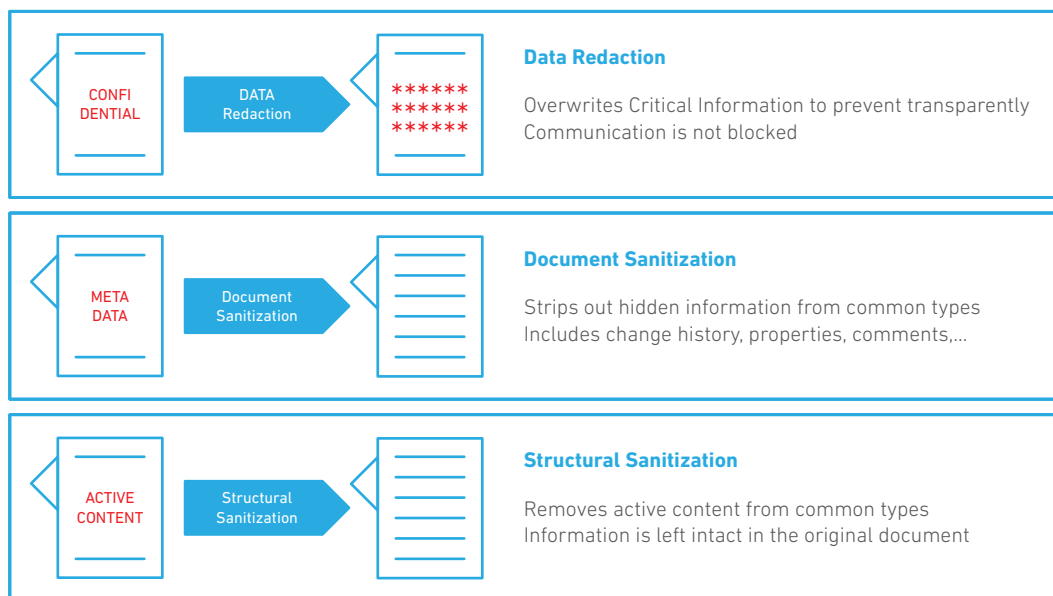 CONFI
DENTIAL
DATA
Redaction
******
******
******
Data Redaction
Overwrites Critical Information to prevent transparently
Communication is not blocked
META
DATA
Document
Sanitization
Document Sanitization
Strips out hidden information from common types
Includes change history, properties, comments,...
ACTIVE
CONTENT
Structural
Sanitization
Structural Sanitization
Removes active content from common types
Information is left intact in the original document